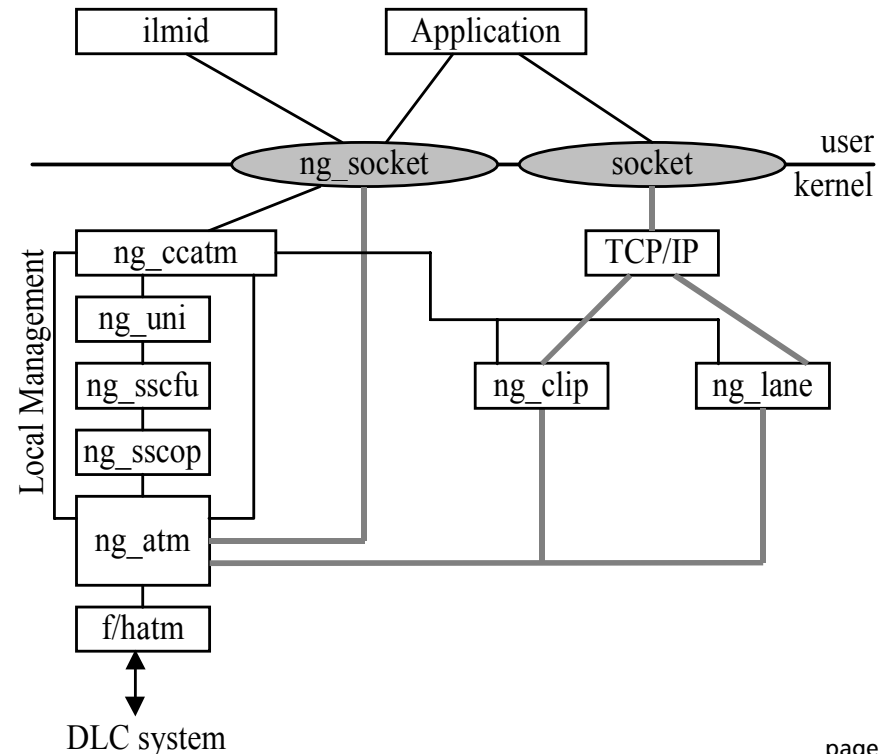 ilmid
Application
ng_socket
socket
user
kernel
ng_ccatm
TCP/IP
Local Management
ng_uni
ng_sscfu
ng_clip
ng_lane
ng_sscop
ng_atm
f/hatm
DLC system
page